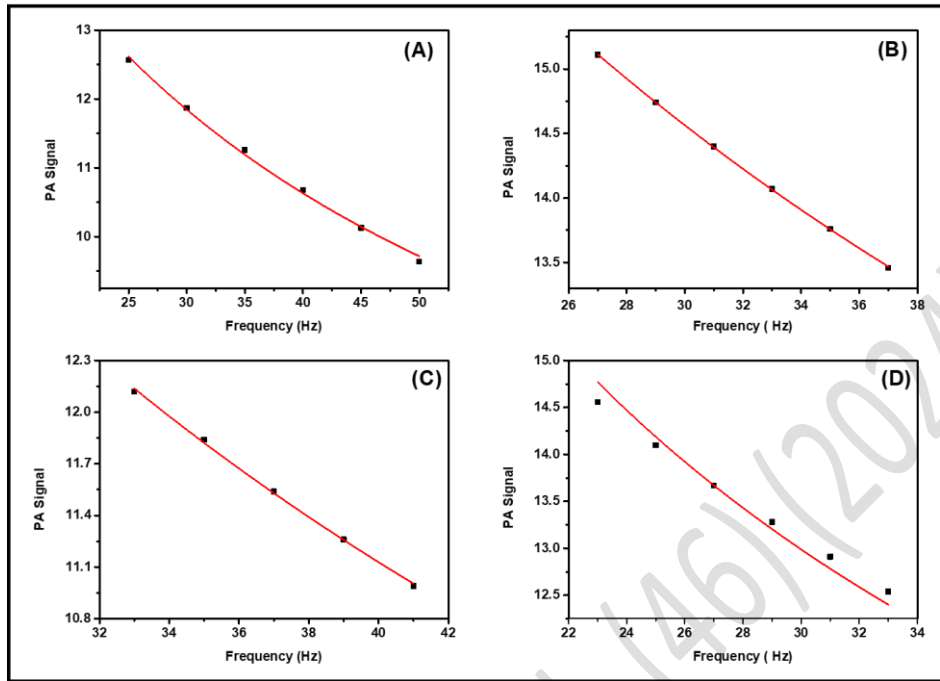 (A)
PA Signal
13
12
11
10
25 30 35 40 45 50
Frequency (Hz)
(B)
PA Signal
15.0
14.5
14.0
13.5
26 28 30 32 34 36 38
Frequency ( Hz)
(C)
PA Signal
12.3
12.0
11.7
11.4
11.1
10.8
32 34 36 38 40 42
Frequency (Hz)
(D)
PA Signal
15.0
14.5
14.0
13.5
13.0
12.5
22 24 26 28 30 32 34
Frequency ( Hz)
(46)(2024